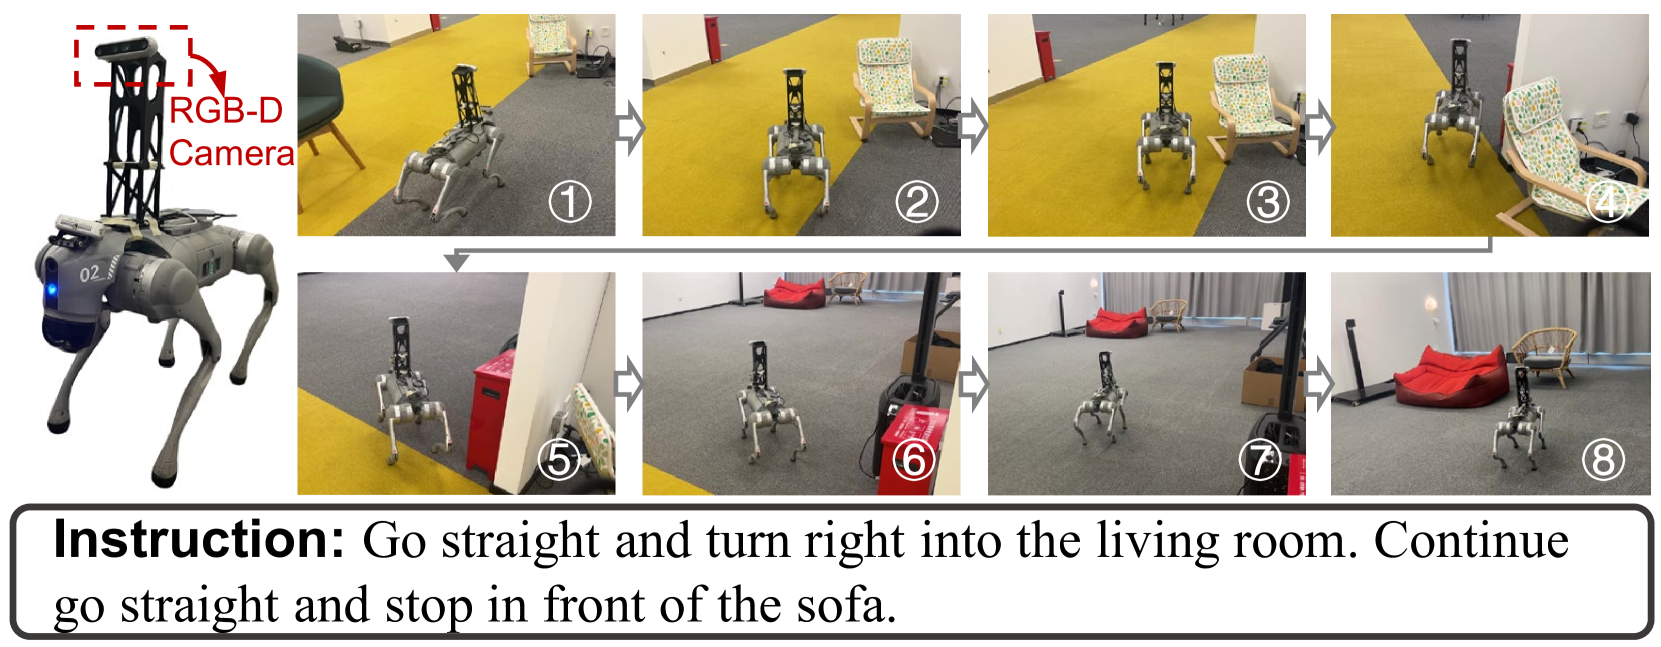 RGB-D
Camera
02
①
②
③
④
⑤
⑥
⑦
⑧
Instruction: Go straight and turn right into the living room. Continue
go straight and stop in front of the sofa.